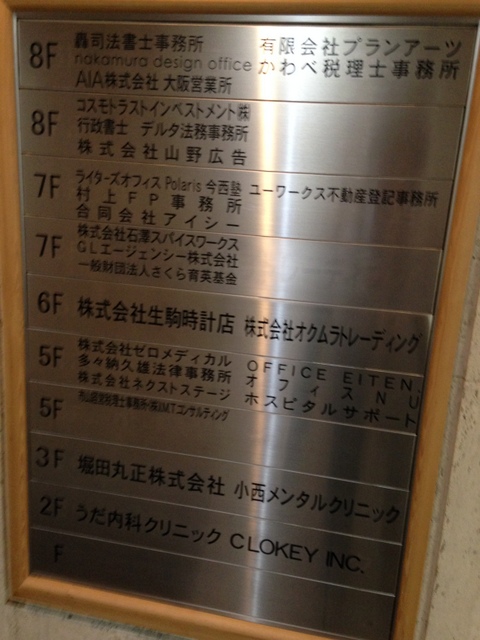 8F
轟司法書士事務所 有限会社プランアーツ
nakamura design office かわべ税理士事務所
AIA株式会社 大阪営業所
8F
コスモトラストインベストメント㈱
行政書士 デルタ法務事務所
株式会社山野広告
7F
ライターズオフィス Polaris 今西塾 ユーワークス不動産登記事務所
村上FP事務所
合同会社アイシー
7F
株式会社石澤スパイスワークス
GLエージェンシー株式会社
一般財団法人さくら育英基金
6F 株式会社生駒時計店 株式会社オクムラトレーディング
5F
株式会社ゼロメディカル OFFICE EITEN.
多々納久雄法律事務所 オフィスNU
株式会社ネクストステージ ホスピタルサポート
5F
3F 堀田丸正株式会社 小西メンタルクリニック
2F うだ内科クリニック CLOKEY INC.
F